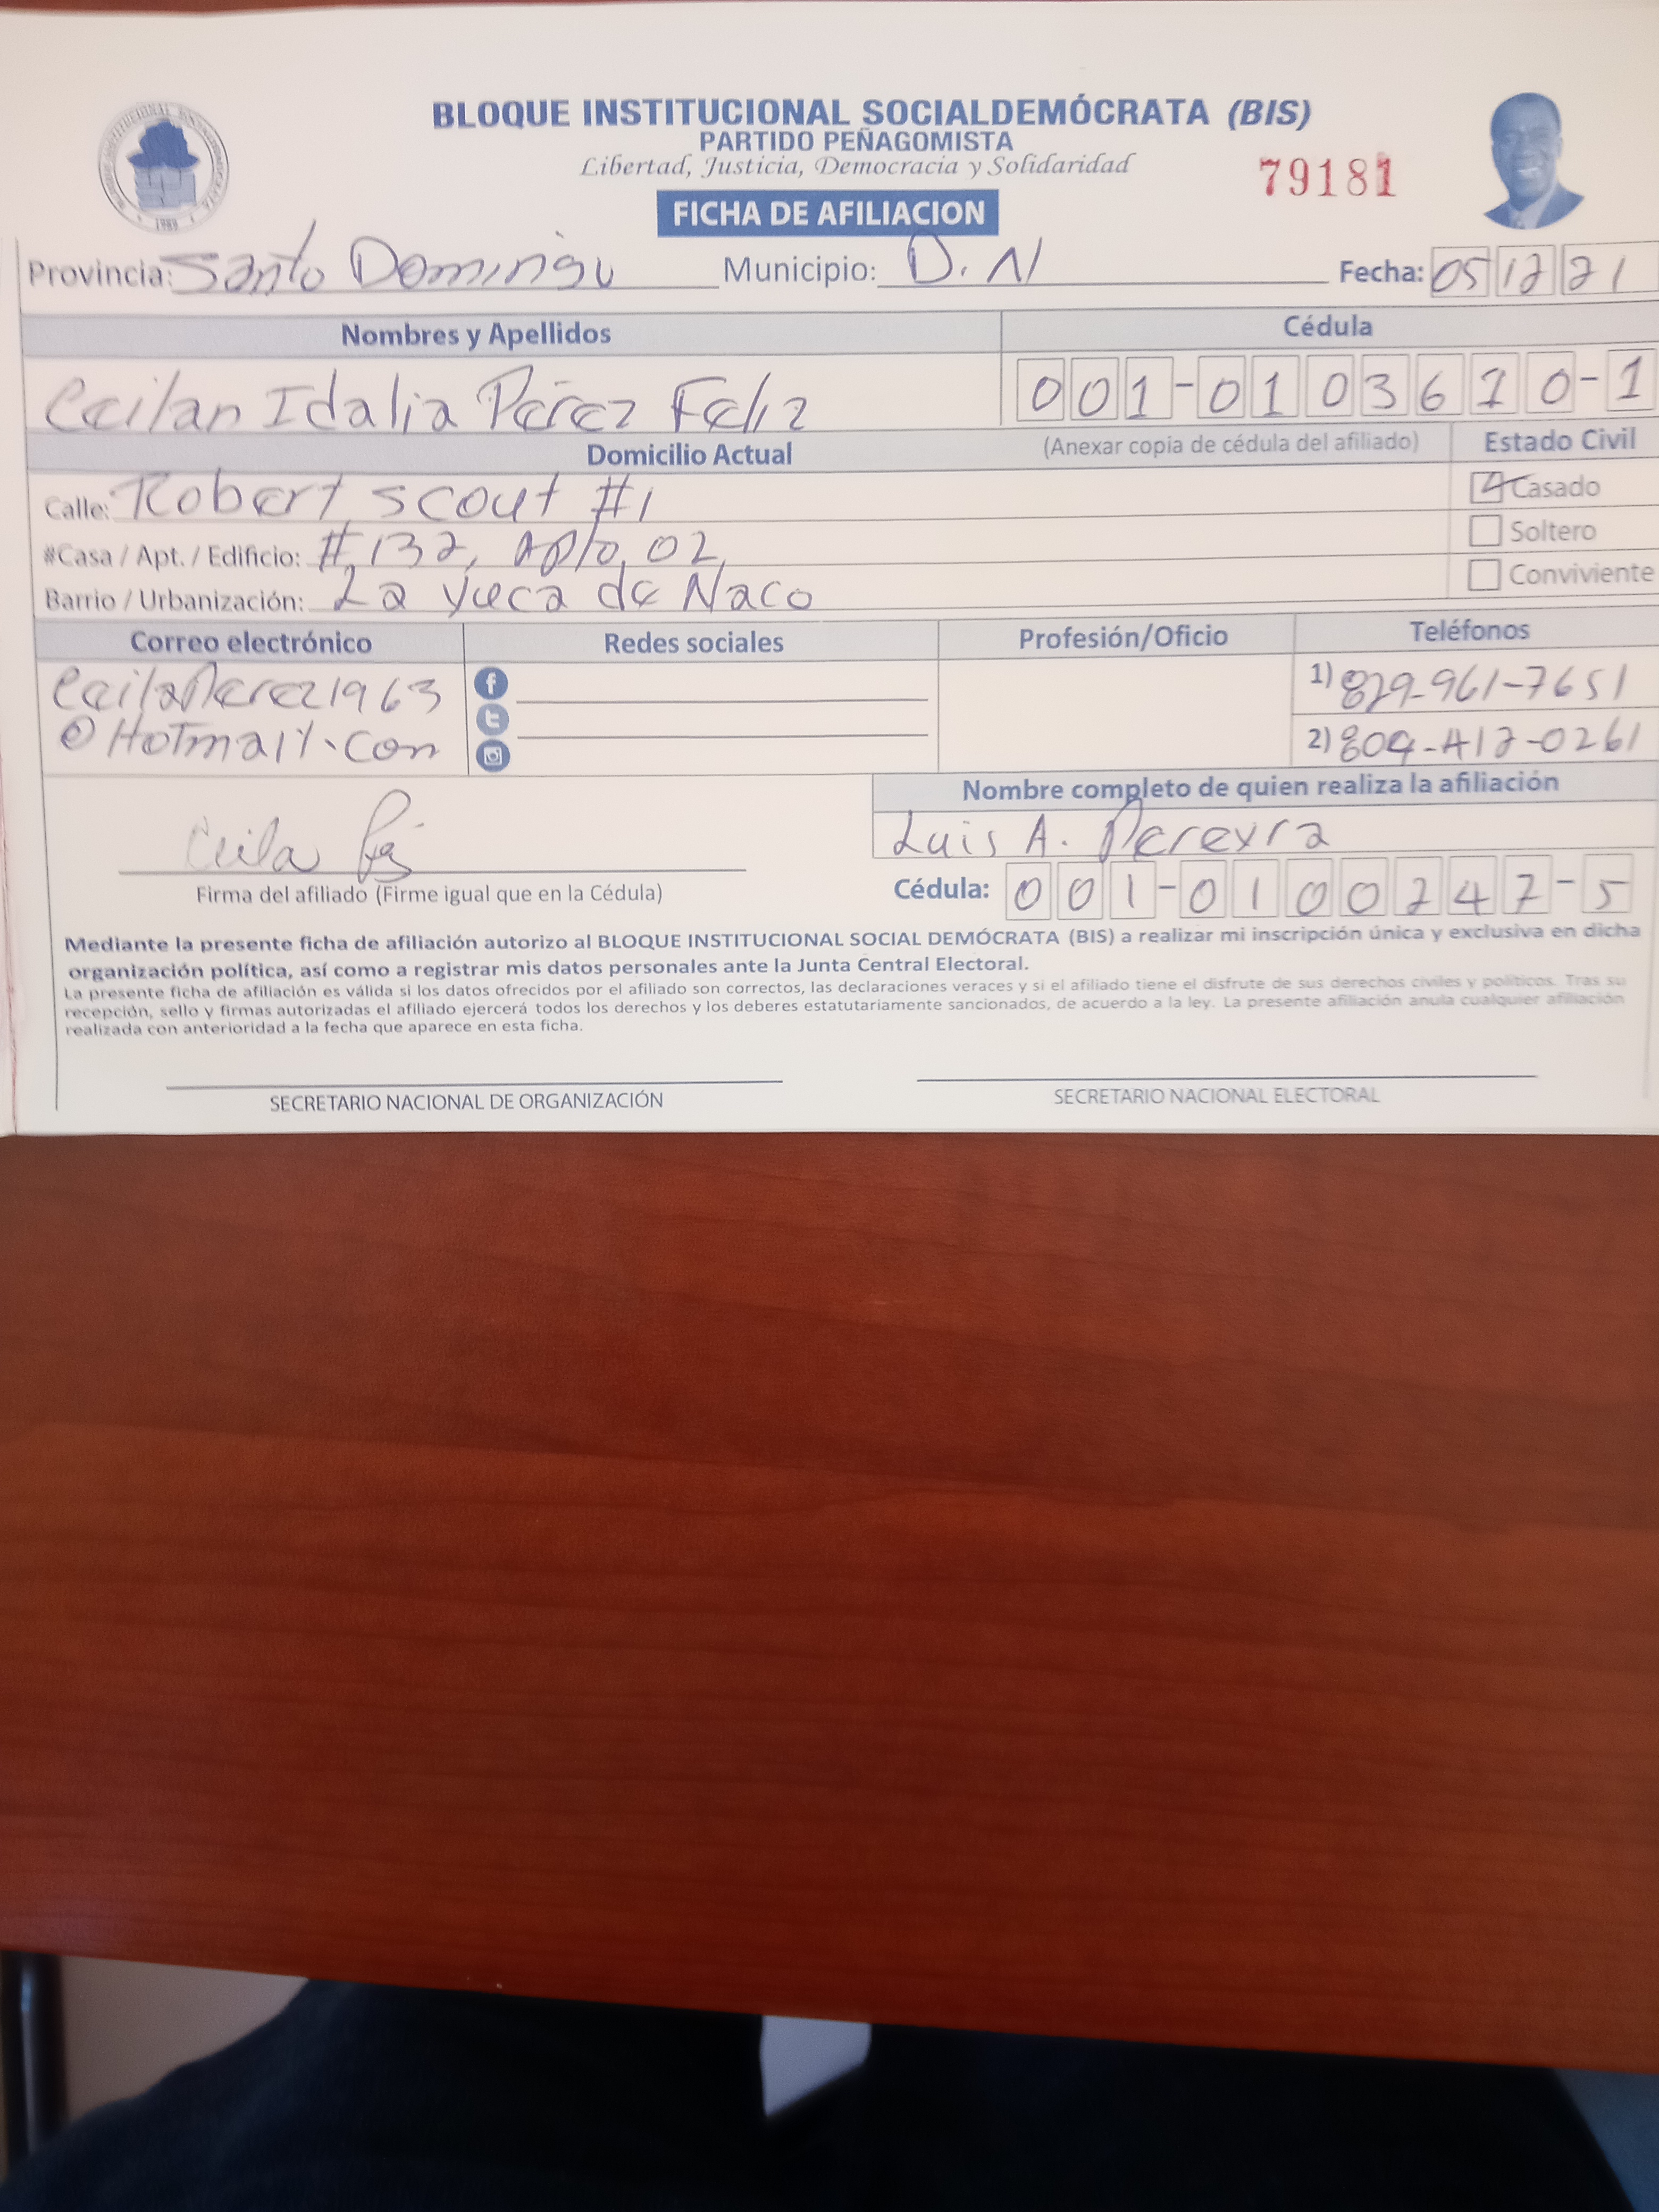 BLOQUE INSTITUCIONAL SOCIALDEMÓCRATA (BIS)
PARTIDO PEÑAGOMISTA
Libertad, Justicia, Democracia y Solidaridad
79181
FICHA DE AFILIACION
1989
Provincia: Santo Domingo Municipio: D. N Fecha: 05 12 21
Nombres y Apellidos Cédula
Ceilan Idalia Pérez Feliz 001-0103610-1
Domicilio Actual (Anexar copia de cédula del afiliado) Estado Civil
Calle: Robert scout #1 Casado
#Casa / Apt. / Edificio: #132, apto, 02, Soltero
Barrio / Urbanización: La yuca de Naco Conviviente
Correo electrónico Redes sociales Profesión/Oficio Teléfonos
CeilaPerez1963 1) 829-961-7651
@Hotmail.com 2) 809-412-0261
Nombre completo de quien realiza la afiliación
Ceila Luis A. Pereyra
Firma del afiliado (Firme igual que en la Cédula) Cédula: 001-0100247-5
Mediante la presente ficha de afiliación autorizo al BLOQUE INSTITUCIONAL SOCIAL DEMÓCRATA (BIS) a realizar mi inscripción única y exclusiva en dicha
organización política, así como a registrar mis datos personales ante la Junta Central Electoral.
La presente ficha de afiliación es válida si los datos ofrecidos por el afiliado son correctos, las declaraciones veraces y si el afiliado tiene el disfrute de sus derechos civiles y políticos. Tras su
recepción, sello y firmas autorizadas el afiliado ejercerá todos los derechos y los deberes estatutariamente sancionados, de acuerdo a la ley. La presente afiliación anula cualquier afiliación
realizada con anterioridad a la fecha que aparece en esta ficha.
SECRETARIO NACIONAL DE ORGANIZACIÓN SECRETARIO NACIONAL ELECTORAL